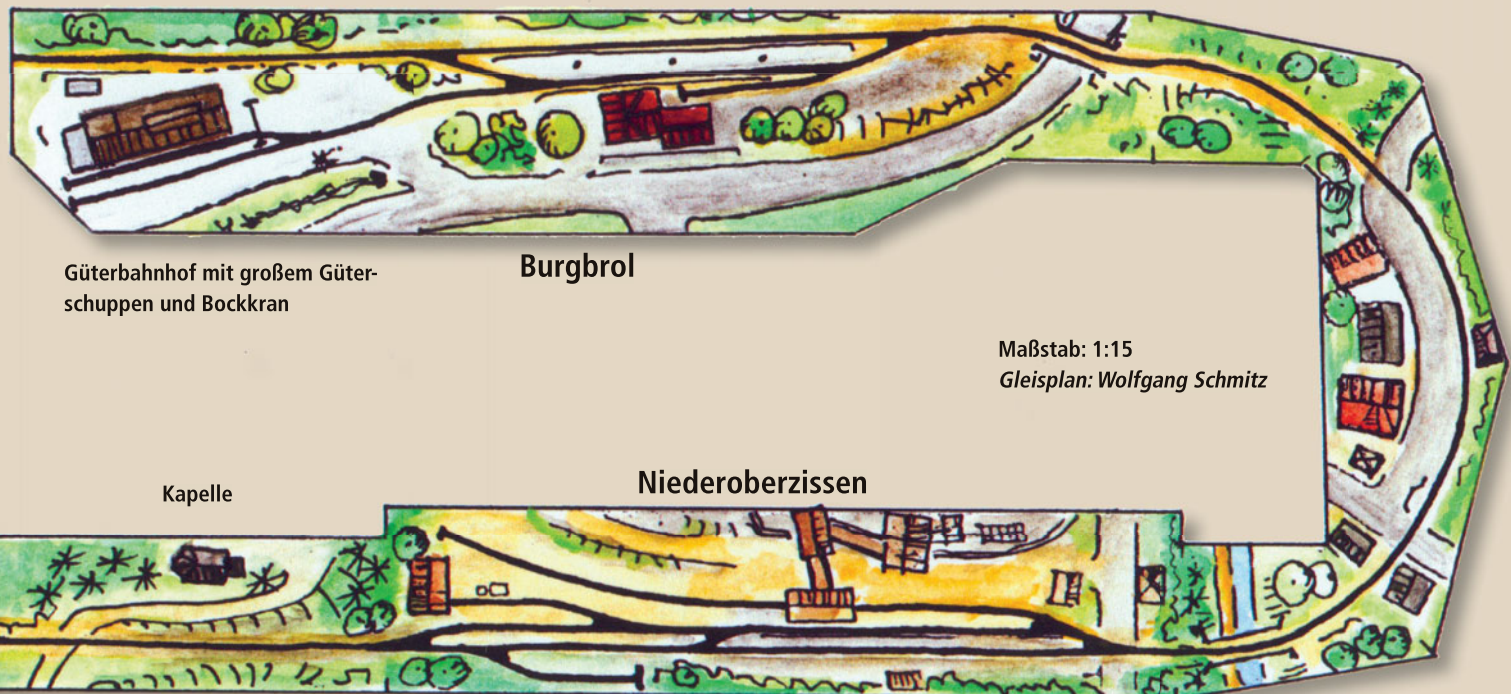 Burgbrol
Güterbahnhof mit großem Güter-
schuppen und Bockkran
Maßstab: 1:15
Gleisplan: Wolfgang Schmitz
Niederoberzissen
Kapelle